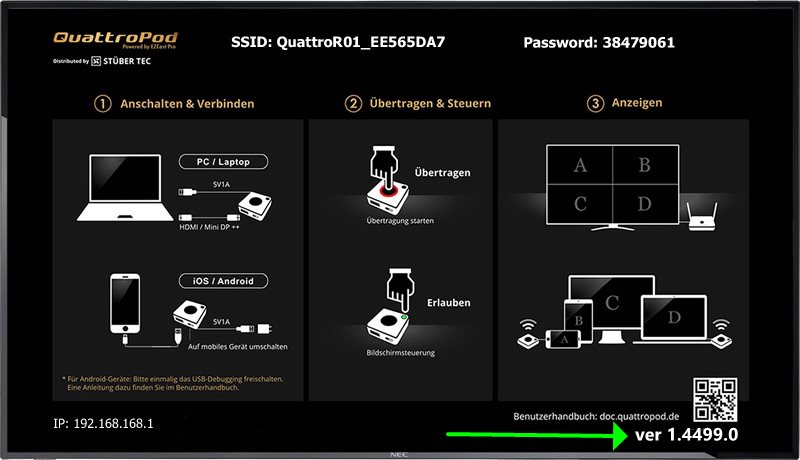 QuattroPod
Powered by EZCast Pro
Distributed by STÜBER TEC
SSID: QuattroR01_EE565DA7
Password: 38479061
1 Anschalten & Verbinden
2 Übertragen & Steuern
3 Anzeigen
PC / Laptop
5V1A
HDMI / Mini DP ++
iOS / Android
5V1A
Auf mobiles Gerät umschalten
* Für Android-Geräte: Bitte einmalig das USB-Debugging freischalten.
Eine Anleitung dazu finden Sie im Benutzerhandbuch.
Übertragen
Übertragung starten
Erlauben
Bildschirmsteuerung
A B
C D
A B C D
Benutzerhandbuch: doc.quattropod.de
IP: 192.168.168.1
ver 1.4499.0
NEC